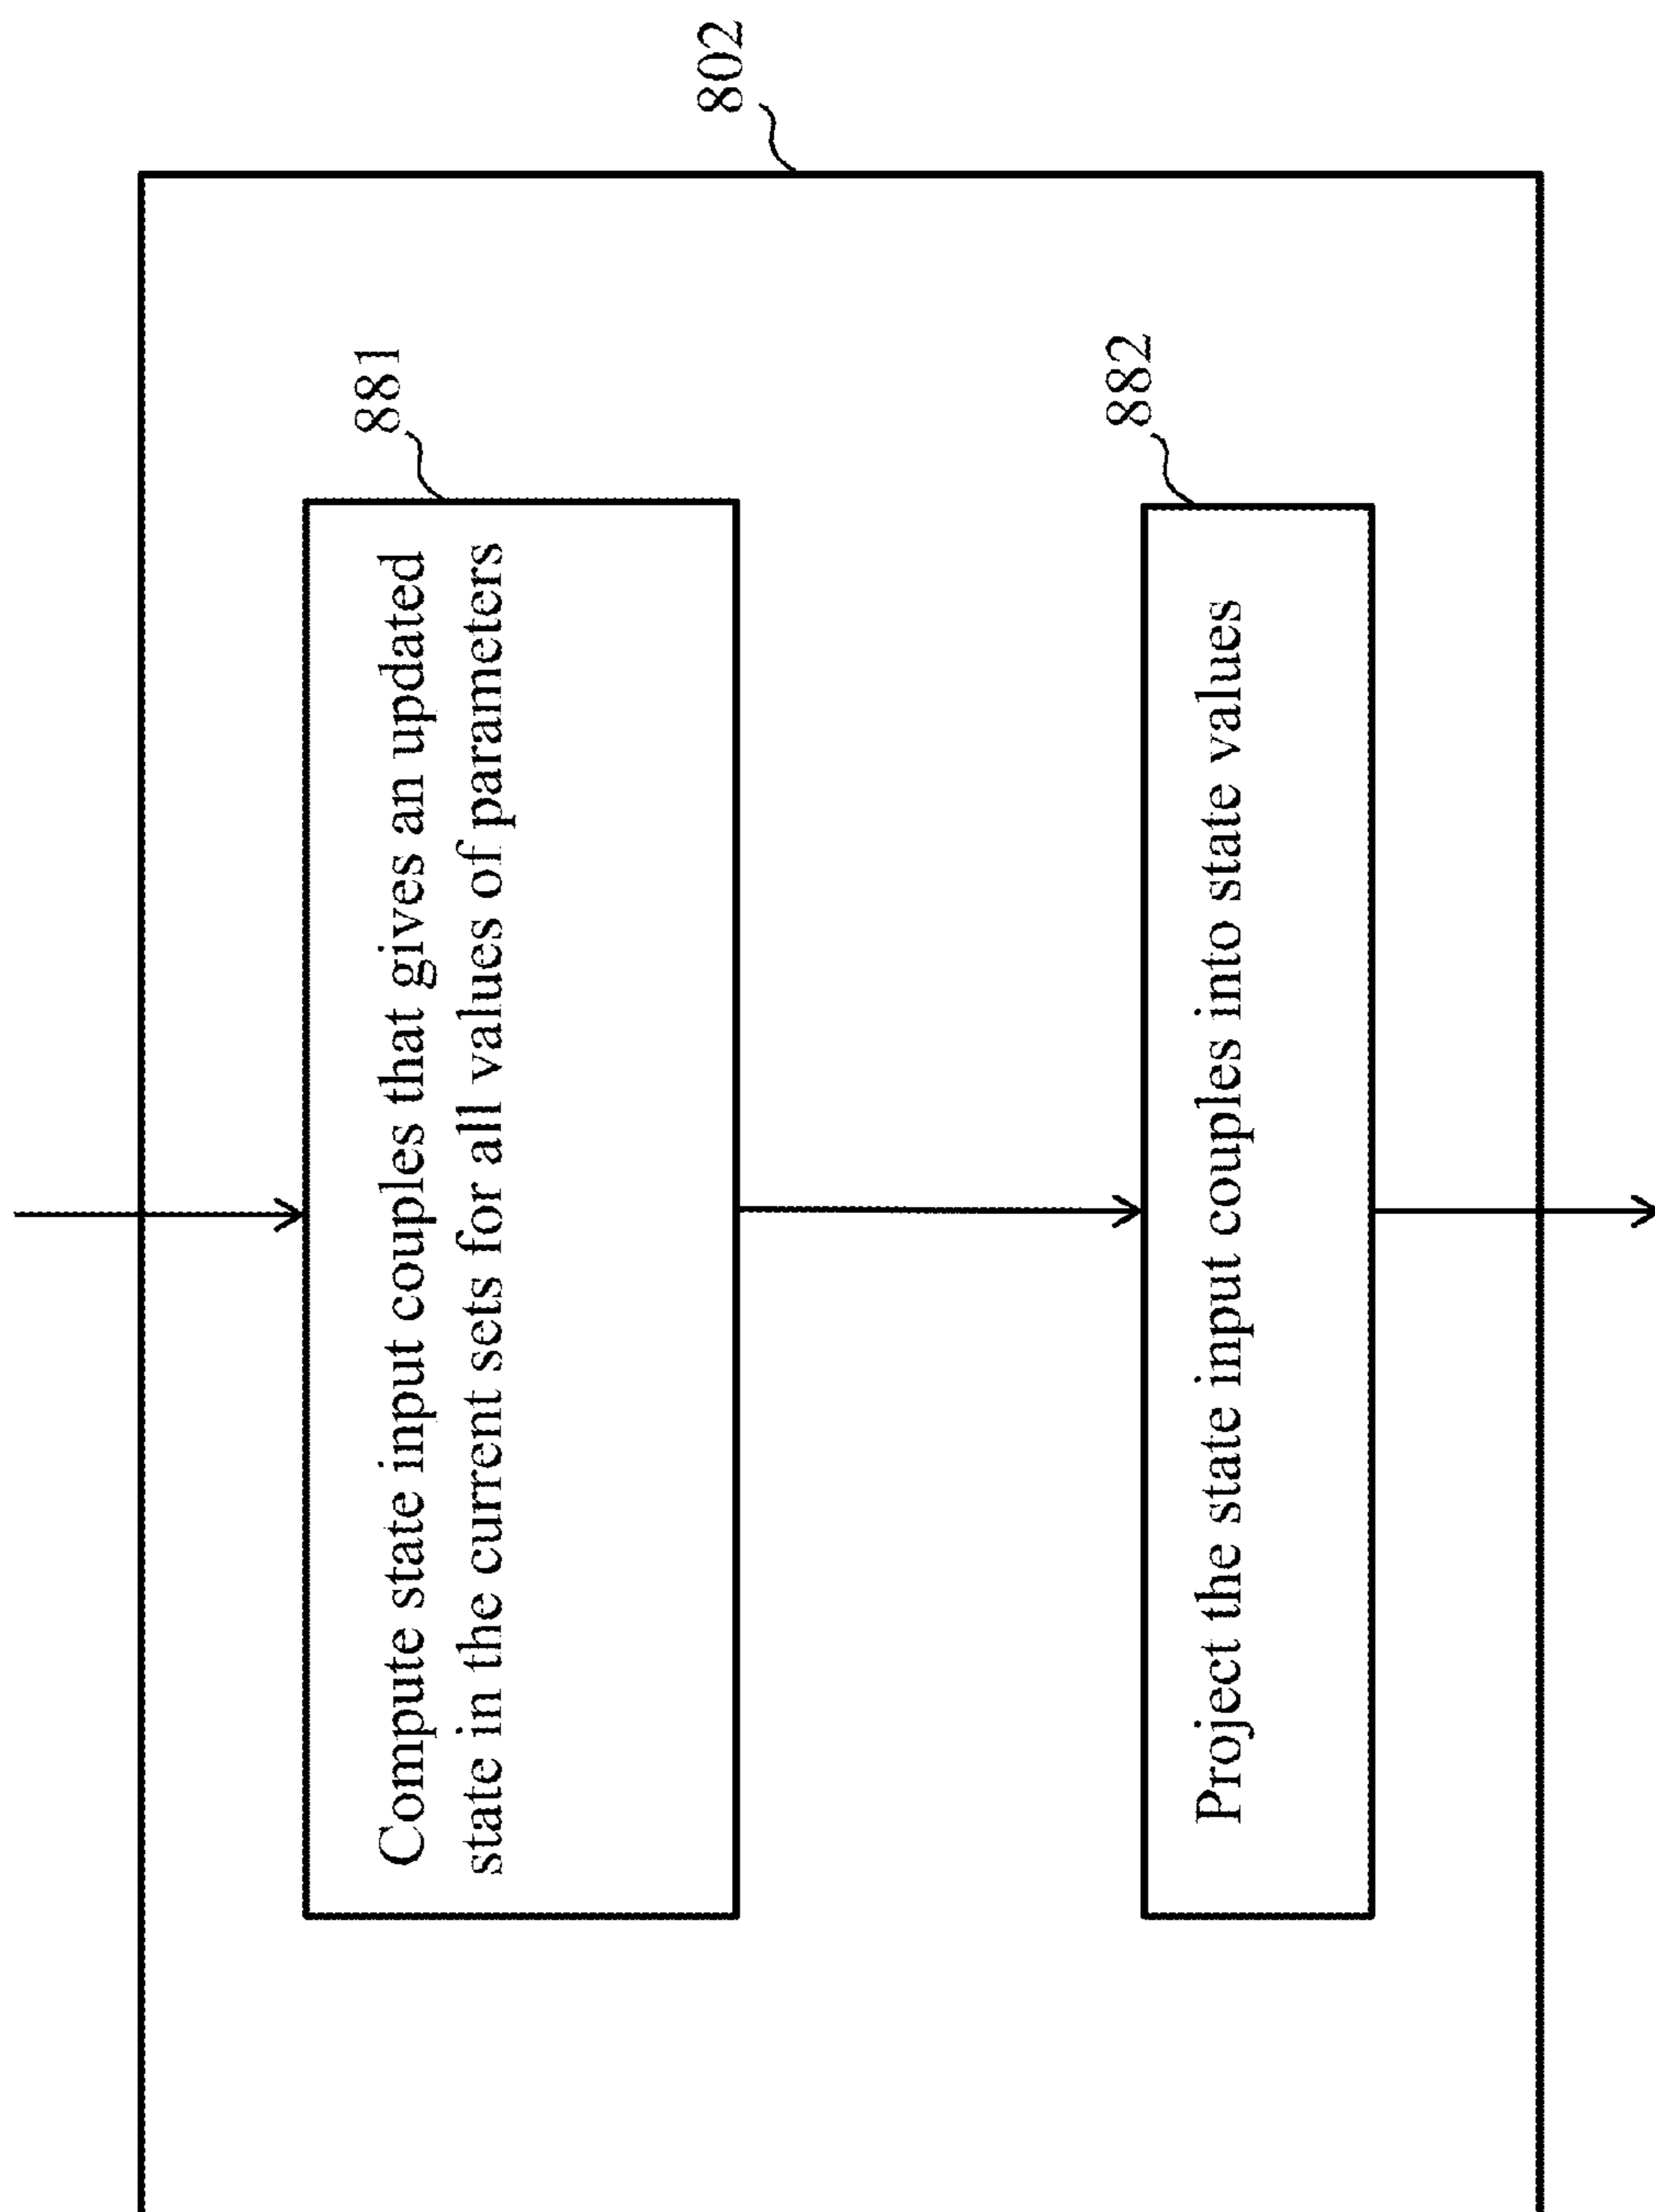 802
881
Compute state input couples that gives an updated
state in the current sets for all values of parameters
882
Project the state input couples into state values